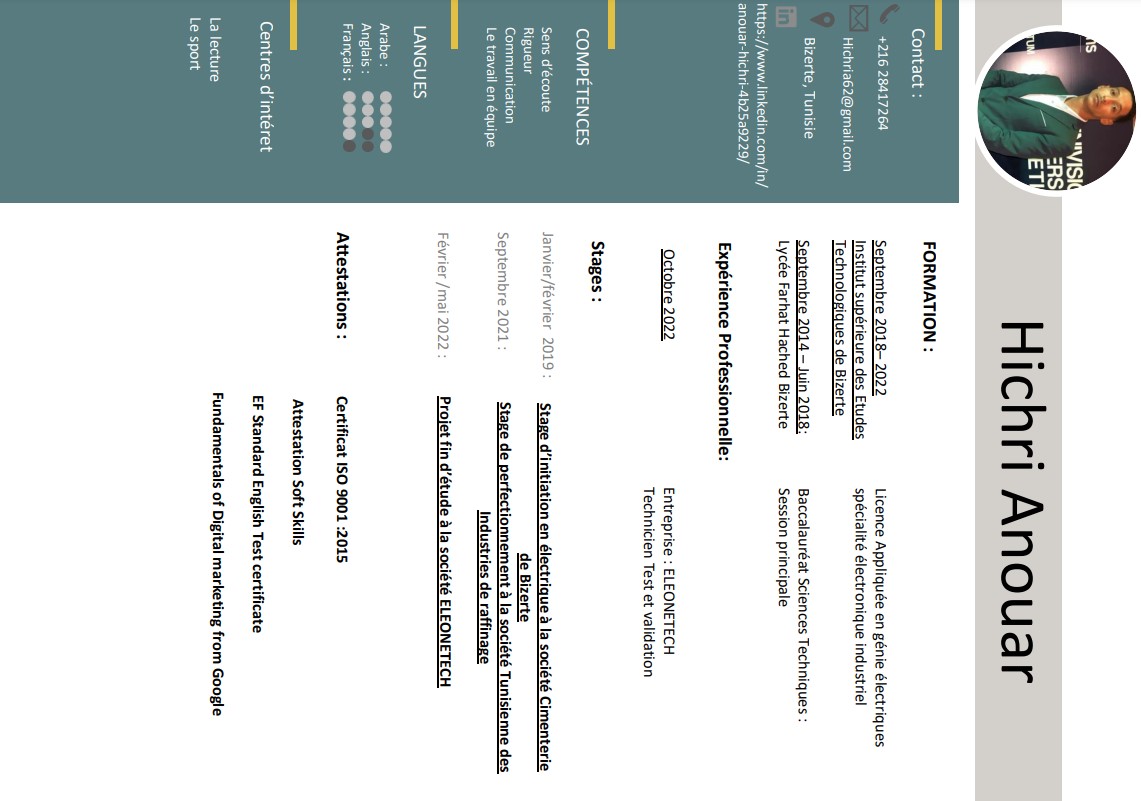 ns
UNIVISIO
ERS
ETI
TUM
Hichri Anouar
Contact :
+216 28417264
Hichria62@gmail.com
Bizerte, Tunisie
in
https://www.linkedin.com/in/
anouar-hichri-4b25a9229/
COMPÉTENCES
Sens d’écoute
Rigueur
Communication
Le travail en équipe
LANGUES
Arabe :
Anglais :
Français :
Centres d’intéret
La lecture
Le sport
FORMATION :
Septembre 2018– 2022
Institut supérieure des Etudes
Technologiques de Bizerte
Licence Appliquée en génie électriques
spécialité électronique industriel
Septembre 2014 – Juin 2018:
Lycée Farhat Hached Bizerte
Baccalauréat Sciences Techniques :
Session principale
Expérience Professionnelle:
Octobre 2022
Entreprise : ELEONETECH
Technicien Test et validation
Stages :
Janvier/février 2019 :
Stage d’initiation en électrique à la société Cimenterie
de Bizerte
Septembre 2021 :
Stage de perfectionnement à la société Tunisienne des
Industries de raffinage
Février /mai 2022 :
Projet fin d’étude à la société ELEONETECH
Attestations :
Certificat ISO 9001 :2015
Attestation Soft Skills
EF Standard English Test certificate
Fundamentals of Digital marketing from Google